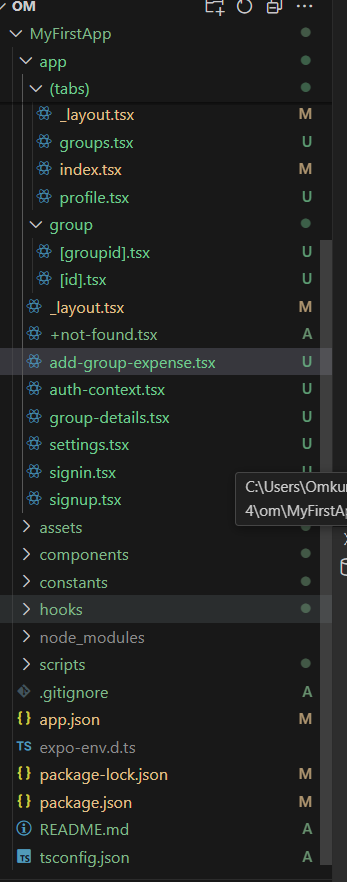 OM
MyFirstApp
app
(tabs)
_layout.tsx M
groups.tsx U
index.tsx M
profile.tsx U
group
[groupid].tsx U
[id].tsx U
_layout.tsx M
+not-found.tsx A
add-group-expense.tsx U
auth-context.tsx U
group-details.tsx U
settings.tsx U
signin.tsx U
signup.tsx
C:\Users\Omku
4\om\MyFirstAp
assets
components
constants
hooks
node_modules
scripts
.gitignore A
{} app.json M
TS expo-env.d.ts
{} package-lock.json M
{} package.json M
README.md A
TS tsconfig.json A